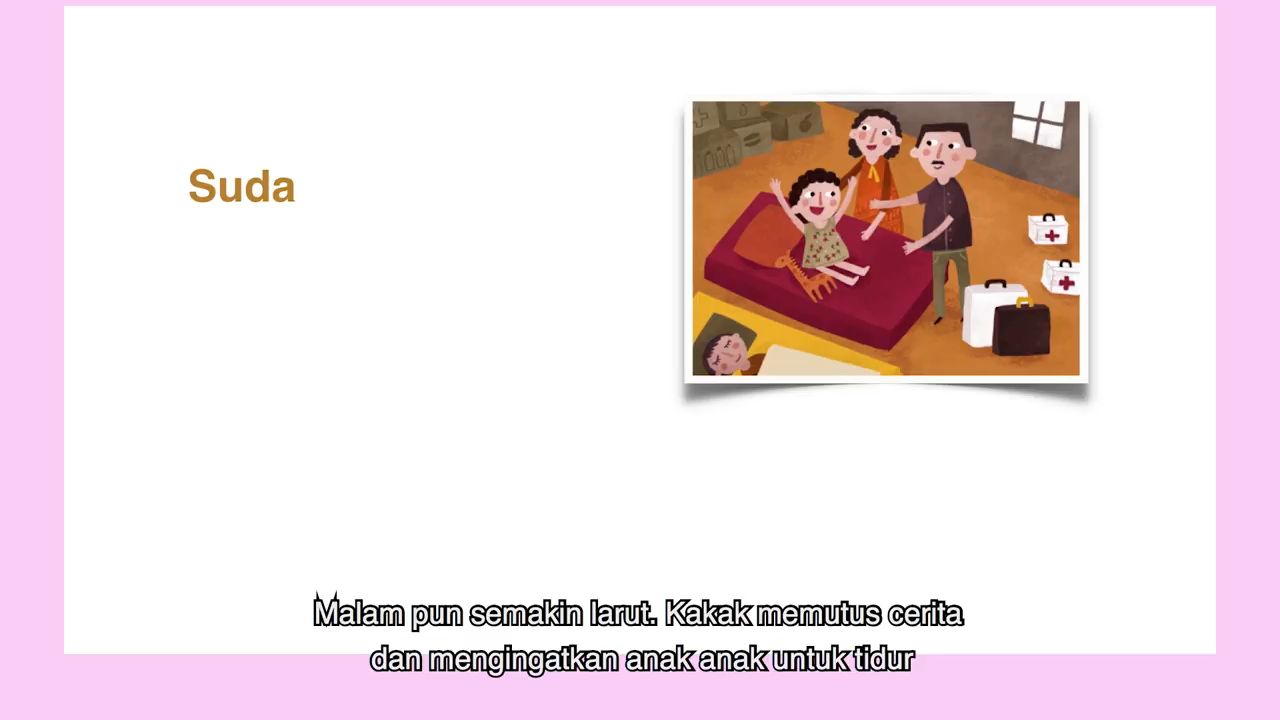 Suda
Malam pun semakin larut. Kakak memutus cerita
dan mengingatkan anak anak untuk tidur